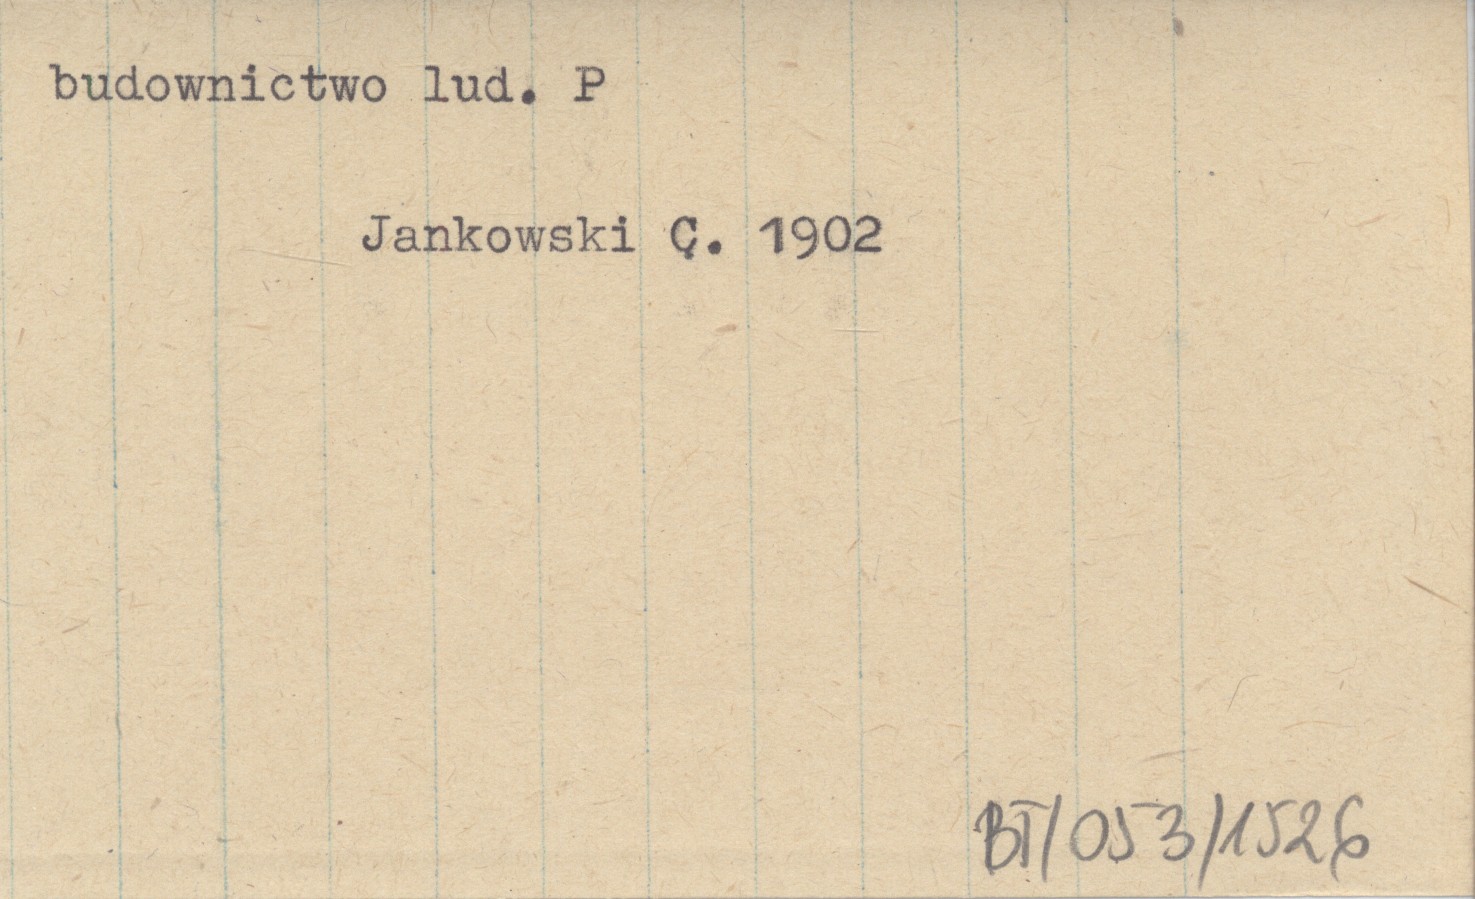 budownictwo lud. P
Jankowski C. 1902
BT/053/1526